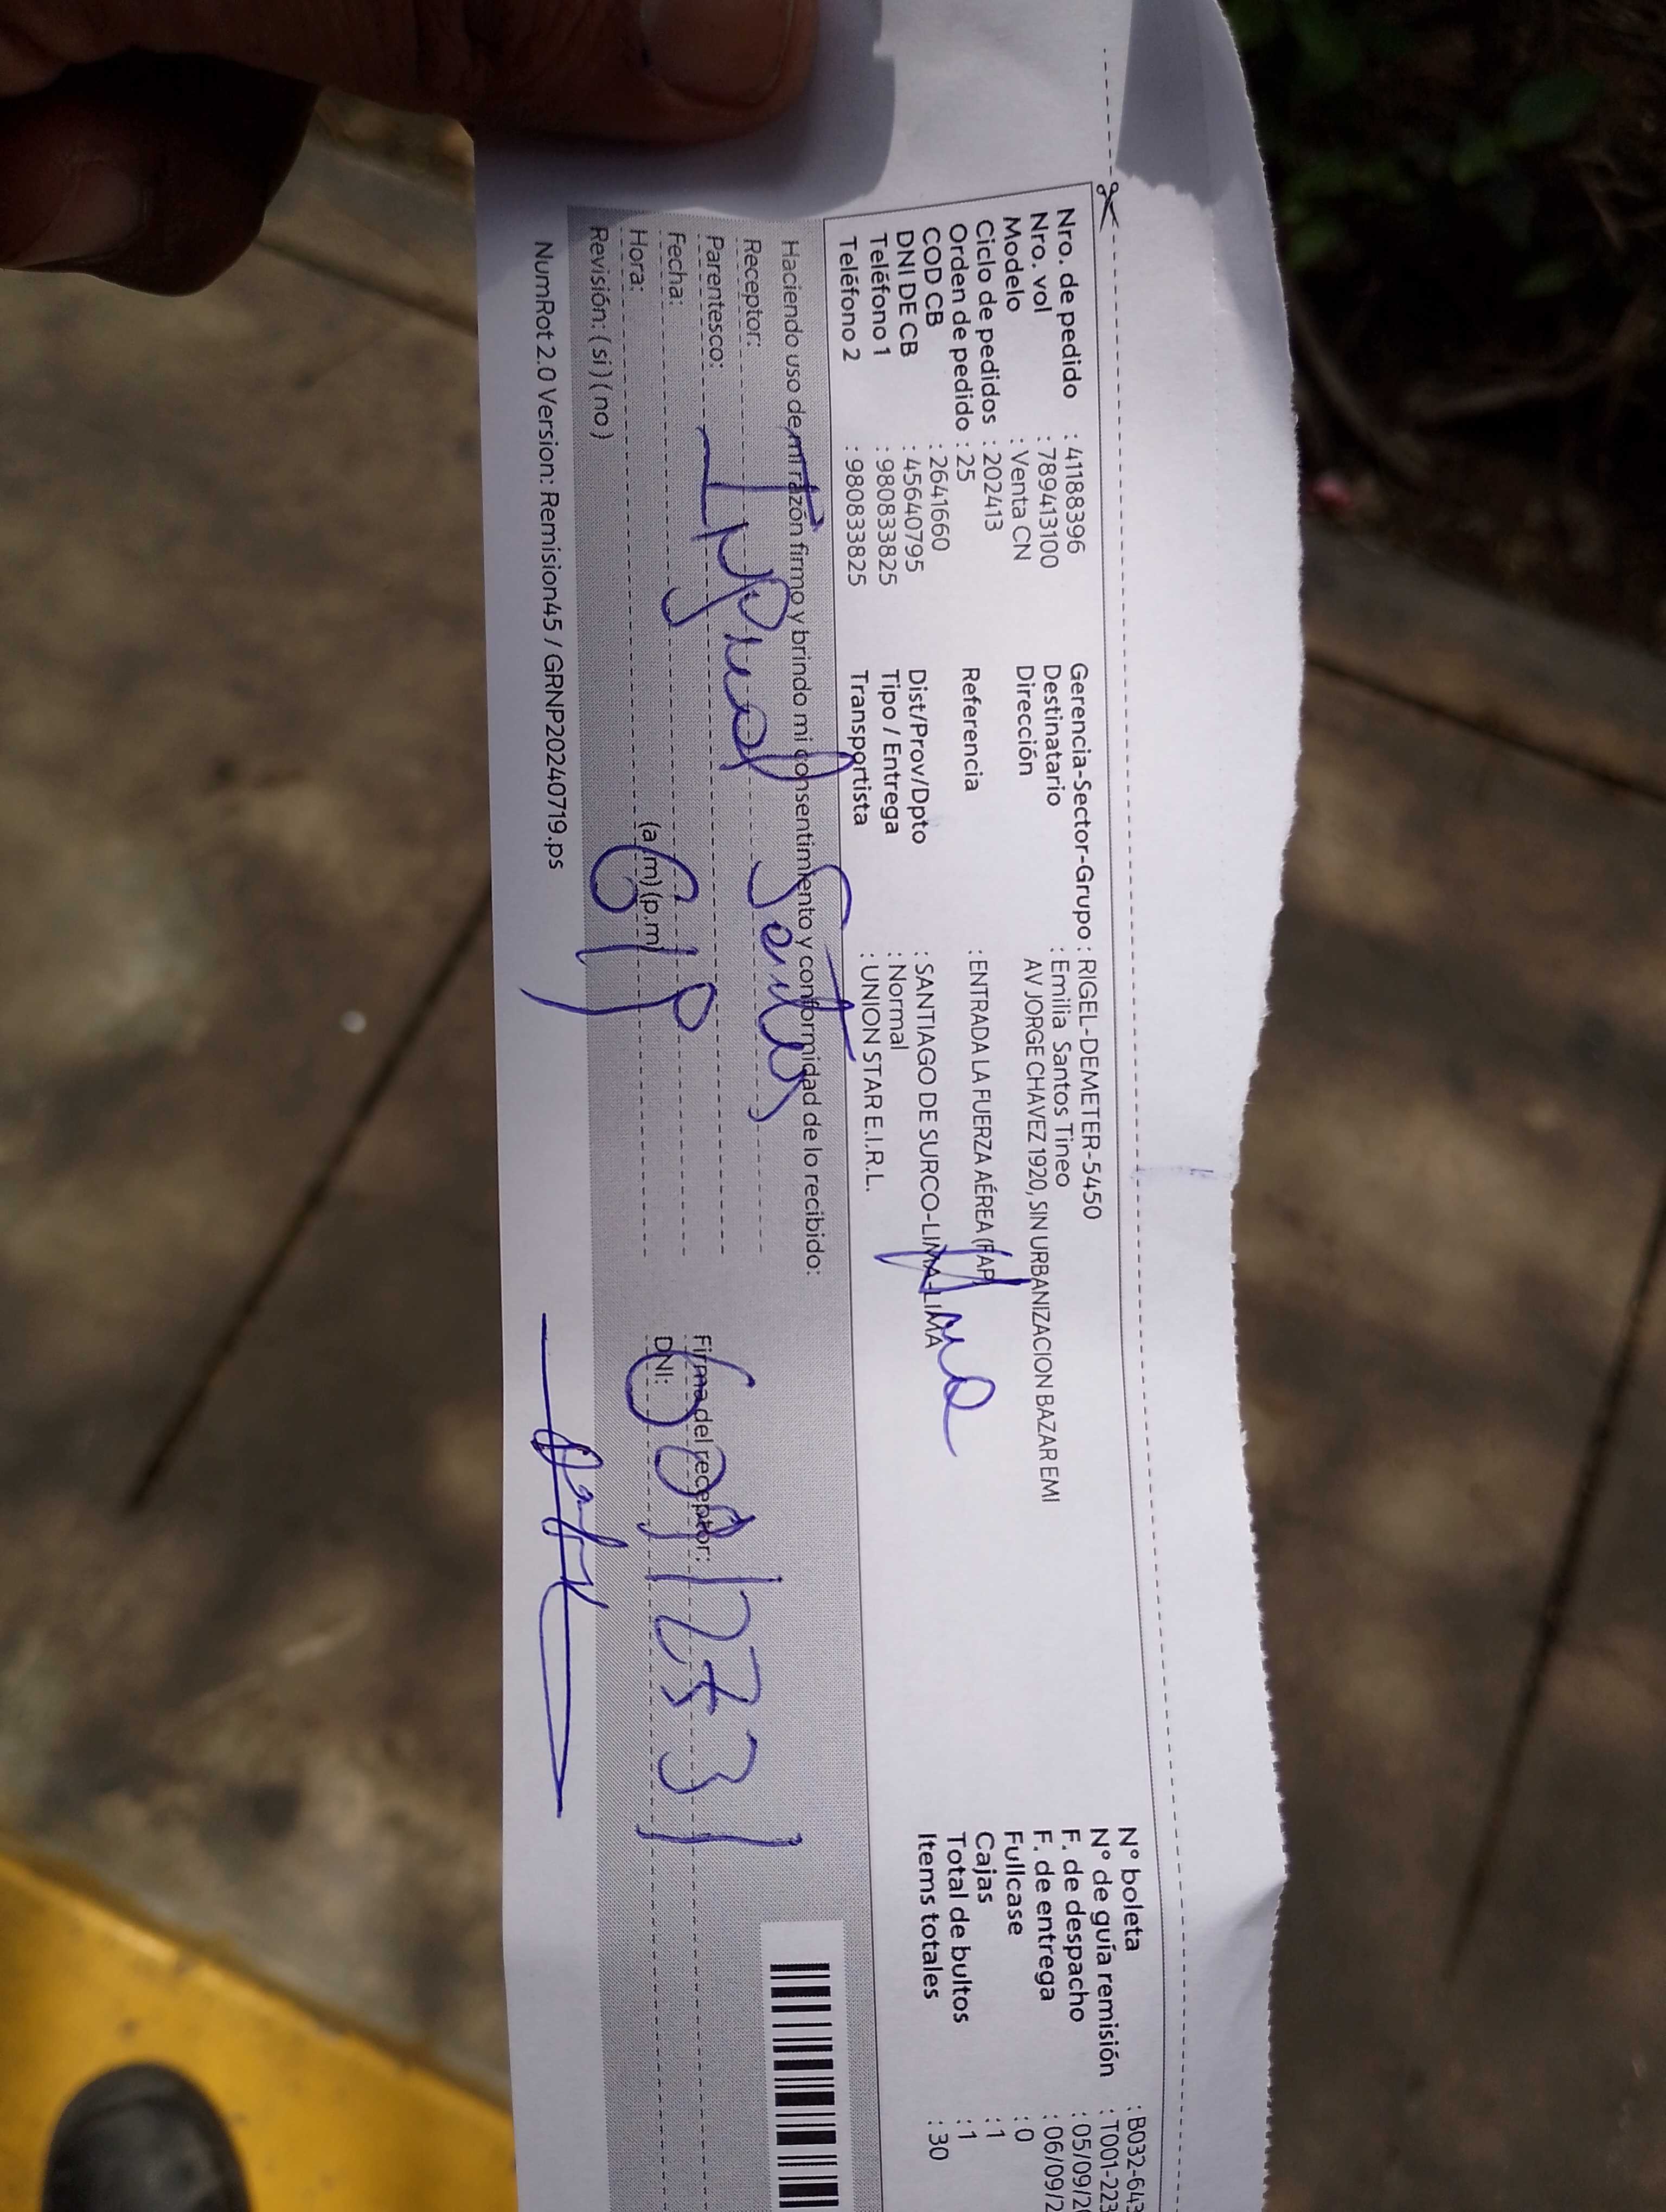 Nro. de pedido : 41188396
Nro. vol : 789413100
Modelo : Venta CN
Ciclo de pedidos : 202413
Orden de pedido : 25
COD CB : 2641660
DNI DE CB : 45640795
Teléfono 1 : 980833825
Teléfono 2 : 980833825
Gerencia-Sector-Grupo : RIGEL-DEMETER-5450
Destinatario : Emilia Santos Tineo
Dirección AV JORGE CHAVEZ 1920, SIN URBANIZACION BAZAR EMI
Referencia : ENTRADA LA FUERZA AÉREA (FAP
Dist/Prov/Dpto : SANTIAGO DE SURCO-LIMA-LIMA
Tipo / Entrega : Normal
Transportista : UNION STAR E.I.R.L.
N° boleta : B032-643
N° de guía remisión : T001-223
F. de despacho : 05/09/2
F. de entrega : 06/09/2
Fullcase : 0
Cajas : 1
Total de bultos : 1
Items totales : 30
Haciendo uso de mi razón firmo y brindo mi consentimiento y conformidad de lo recibido:
Receptor:
Parentesco:
Fecha:
Hora: (a.m) (p.m)
Revisión: (si) (no)
Firma del receptor:
DNI:
NumRot 2.0 Version: Remision45 / GRNP20240719.ps